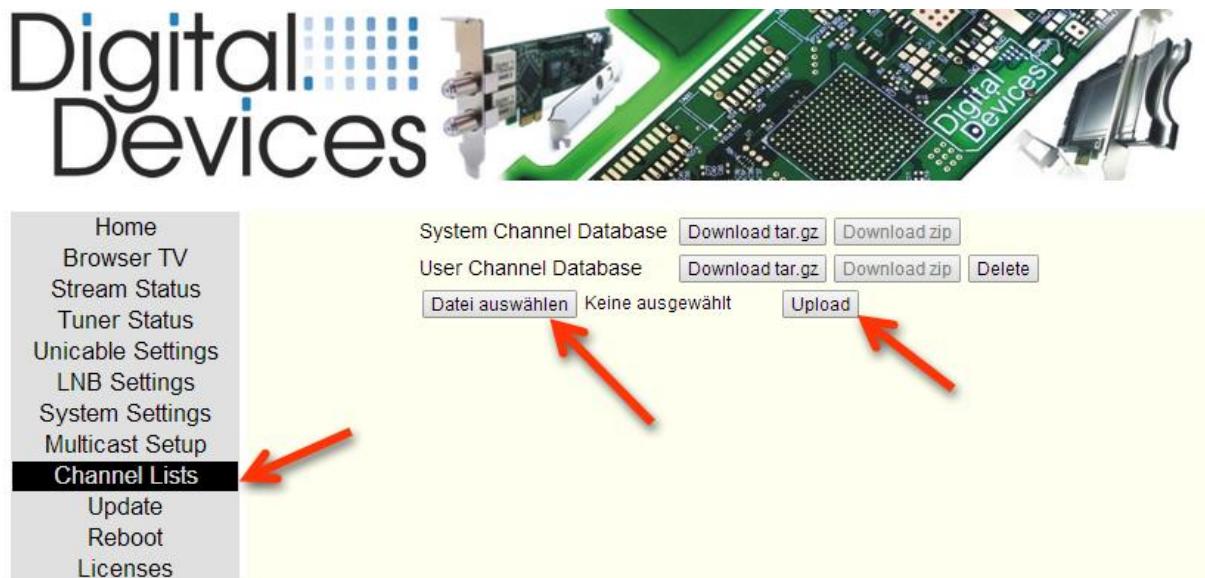 Digital
Devices
Digital
Devices
Home
Browser TV
Stream Status
Tuner Status
Unicable Settings
LNB Settings
System Settings
Multicast Setup
Channel Lists
Update
Reboot
Licenses
System Channel Database Download tar.gz Download zip
User Channel Database Download tar.gz Download zip Delete
Datei auswählen Keine ausgewählt Upload